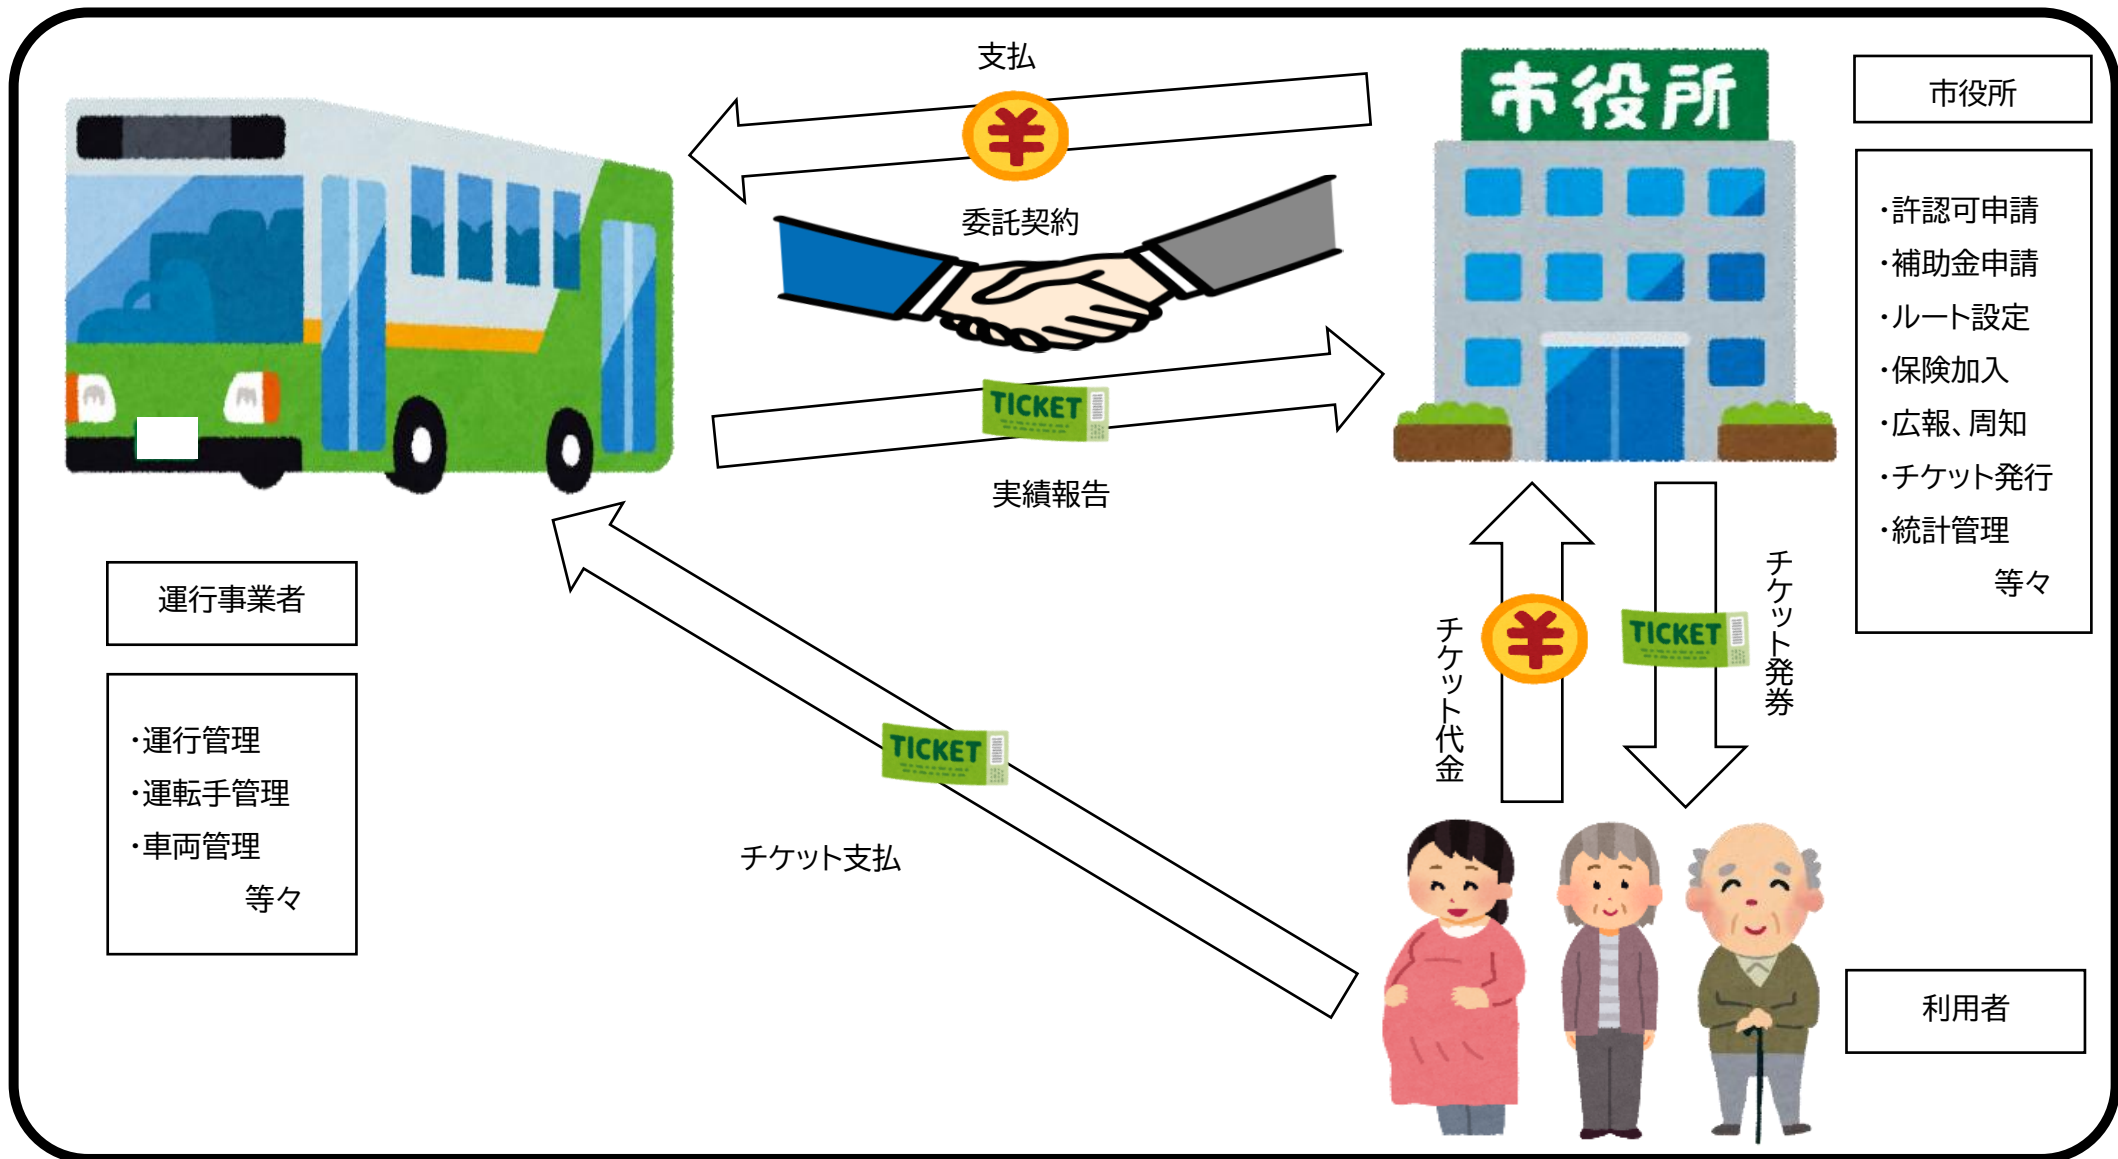 支払
市役所
市役所
・許認可申請
・補助金申請
・ルート設定
・保険加入
・広報、周知
・チケット発行
・統計管理
等々
¥
委託契約
TICKET
実績報告
運行事業者
・運行管理
・運転手管理
・車両管理
等々
チケット代金
¥
TICKET
チケット発券
TICKET
チケット支払
利用者